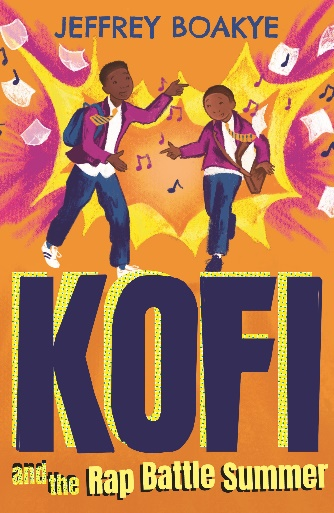 JEFFREY BOAKYE
KOFI
and the Rap Battle Summer